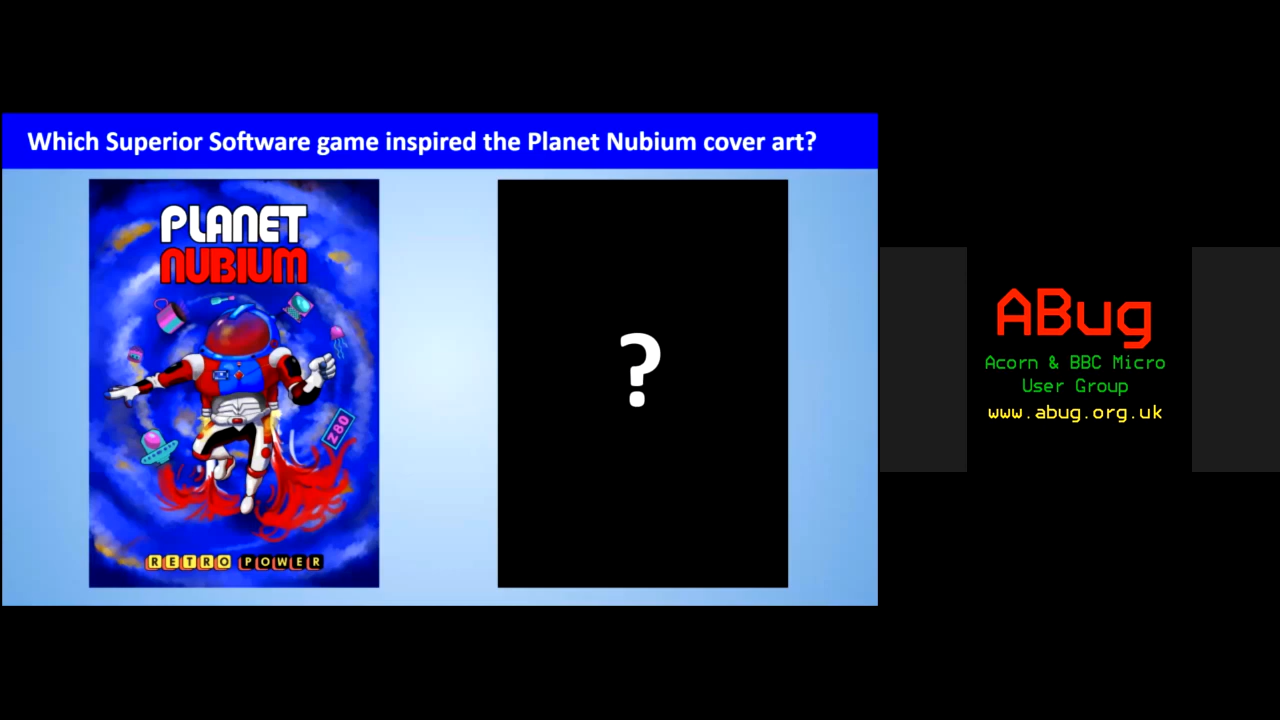 Which Superior Software game inspired the Planet Nubium cover art?
PLANET
NUBIUM
Z80
RETRO POWER
?
ABug
Acorn & BBC Micro
User Group
www.abug.org.uk